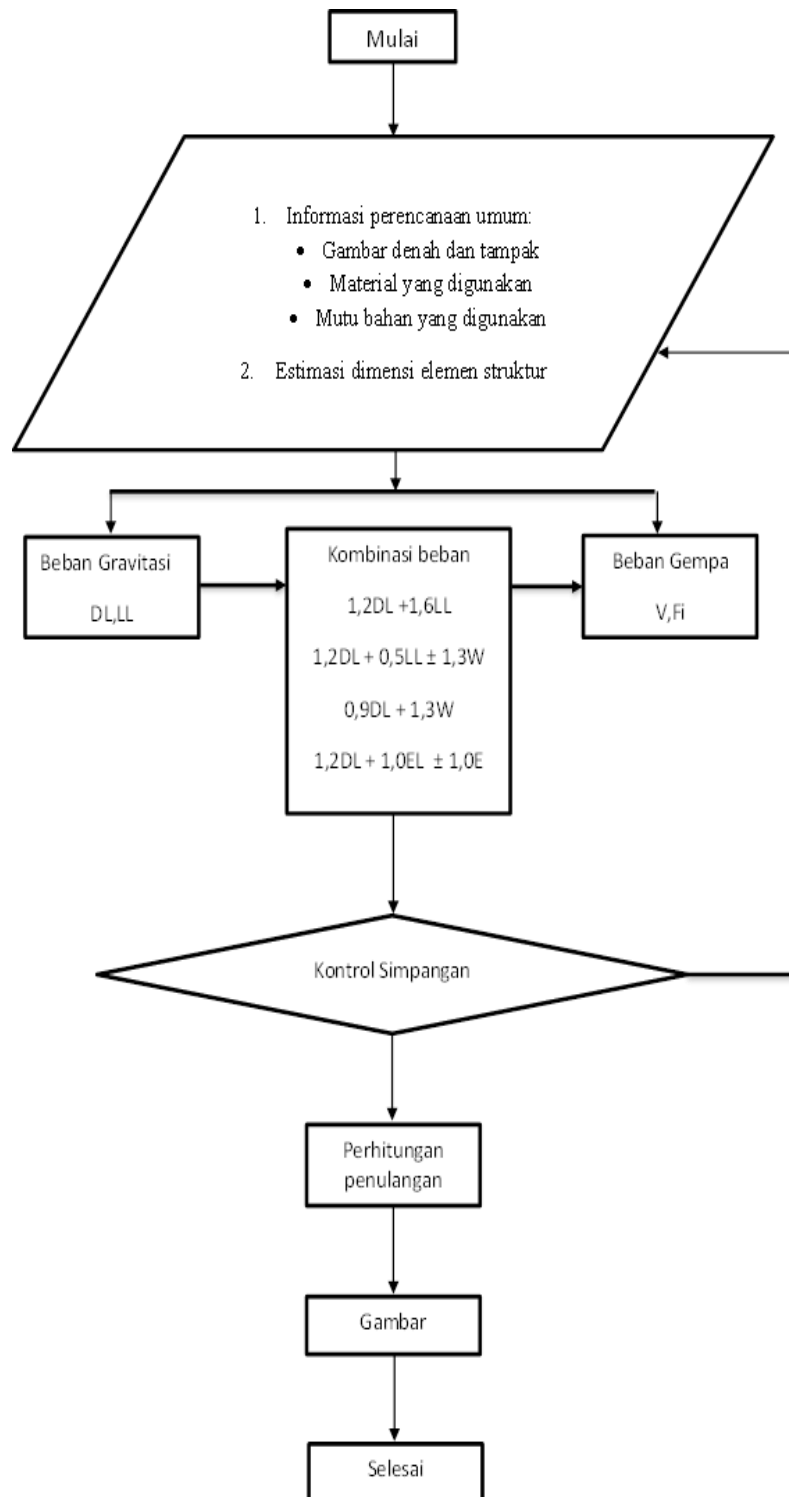 Mulai
1. Informasi perencanaan umum:
• Gambar denah dan tampak
• Material yang digunakan
• Mutu bahan yang digunakan
2. Estimasi dimensi elemen struktur
Beban Gravitasi
DL,LL
Kombinasi beban
1,2DL +1,6LL
1,2DL + 0,5LL ± 1,3W
0,9DL + 1,3W
1,2DL + 1,0EL ± 1,0E
Beban Gempa
V,Fi
Kontrol Simpangan
Perhitungan
penulangan
Gambar
Selesai